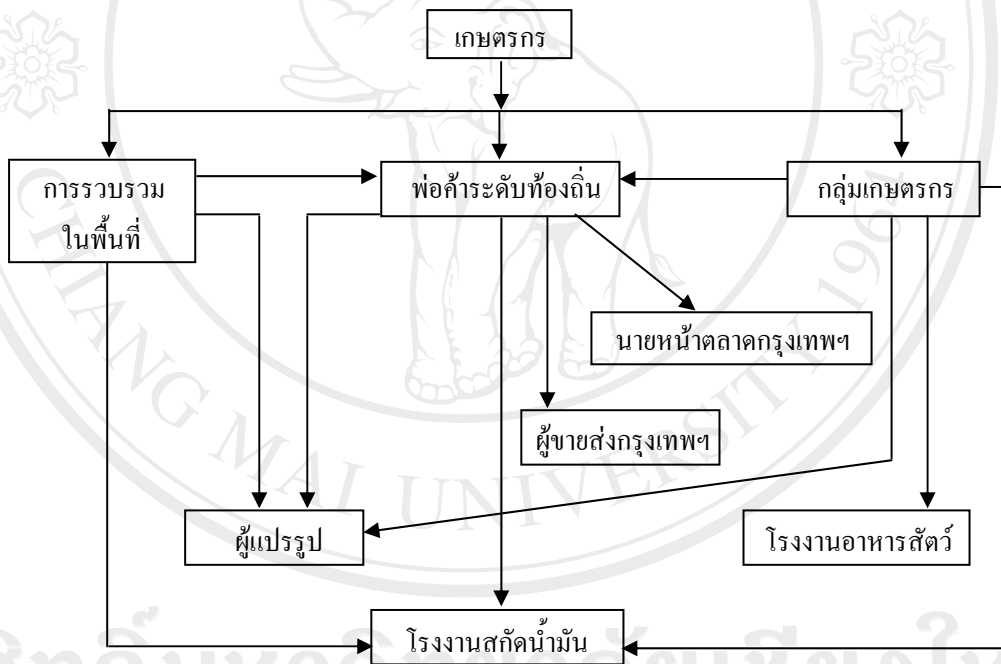 เกษตรกร
การรวบรวม
ในพื้นที่
พ่อค้าระดับท้องถิ่น
กลุ่มเกษตรกร
นายหน้าตลาดกรุงเทพฯ
ผู้ขายส่งกรุงเทพฯ
ผู้แปรรูป
โรงงานอาหารสัตว์
โรงงานสกัดน้ำมัน
CHIANG MAI UNIVERSITY 1964